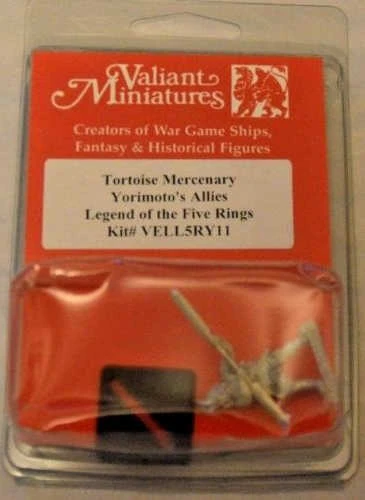 Valiant
Miniatures
Creators of War Game Ships,
Fantasy & Historical Figures
Tortoise Mercenary
Yorimoto's Allies
Legend of the Five Rings
Kit# VELL5RY11